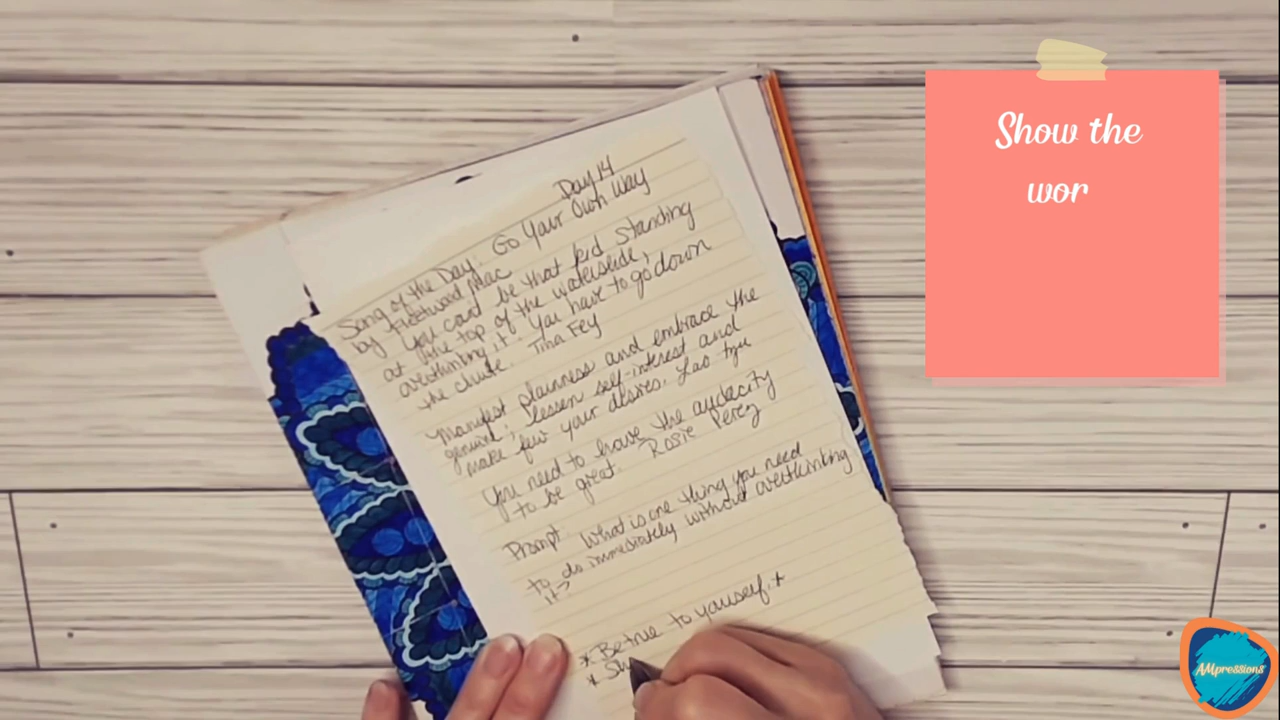 Day 14
Song of the Day: Go Your Own Way
by Fleetwood Mac
"You can't be that kid standing
at the top of the waterslide,
overthinking it. You have to go down
the chute." Tina Fey
Manifest plainness and embrace the
genuine; lessen self-interest and
make few your desires. Lao tzu
You need to have the audacity
to be great. Rosie Perez
Prompt What is one thing you need
to do immediately without overthinking
it?
* Be true to yourself. *
* Sh
Show the
wor
AMpressions